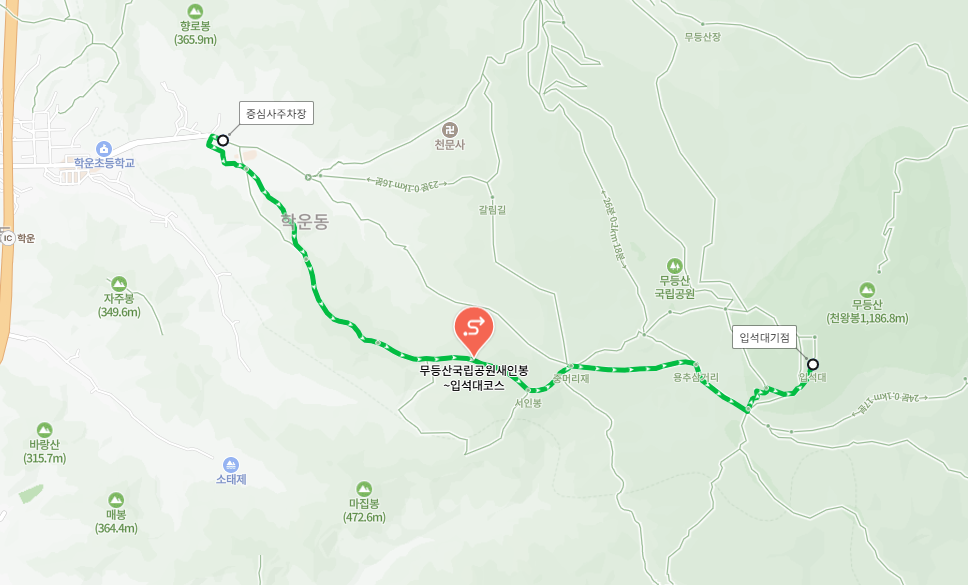 향로봉
(365.9m)
무등산장
증심사주차장
천문사
학운초등학교
갈림길
학운동
IC 학운
무등산
국립공원
자주봉
(349.6m)
무등산
(천왕봉1,186.8m)
입석대기점
무등산국립공원새인봉
~입석대코스
중머리재
용추삼거리
입석대
서인봉
바랑산
(315.7m)
소태제
매봉
(364.4m)
마집봉
(472.6m)